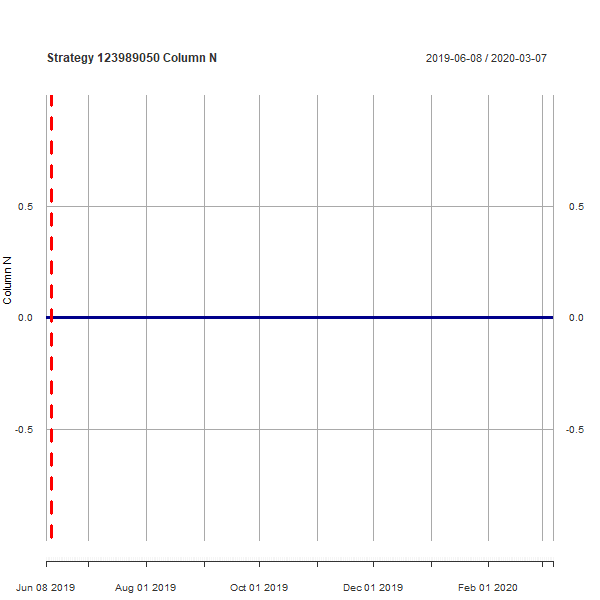 Strategy 123989050 Column N
2019-06-08 / 2020-03-07
0.5
0.5
Column N
0.0
0.0
-0.5
-0.5
Jun 08 2019
Aug 01 2019
Oct 01 2019
Dec 01 2019
Feb 01 2020